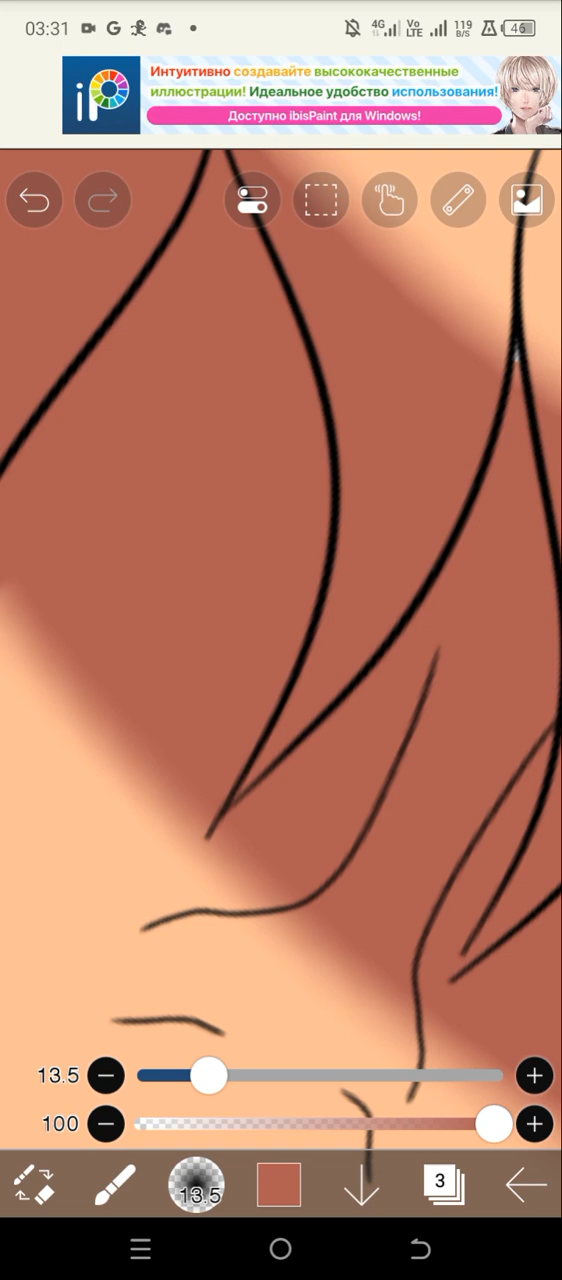 03:31 G 4G Vo LTE 119 B/S 46
iP
Интуитивно создавайте высококачественные
иллюстрации! Идеальное удобство использования!
Доступно ibisPaint для Windows!
13.5
100
13.5 3